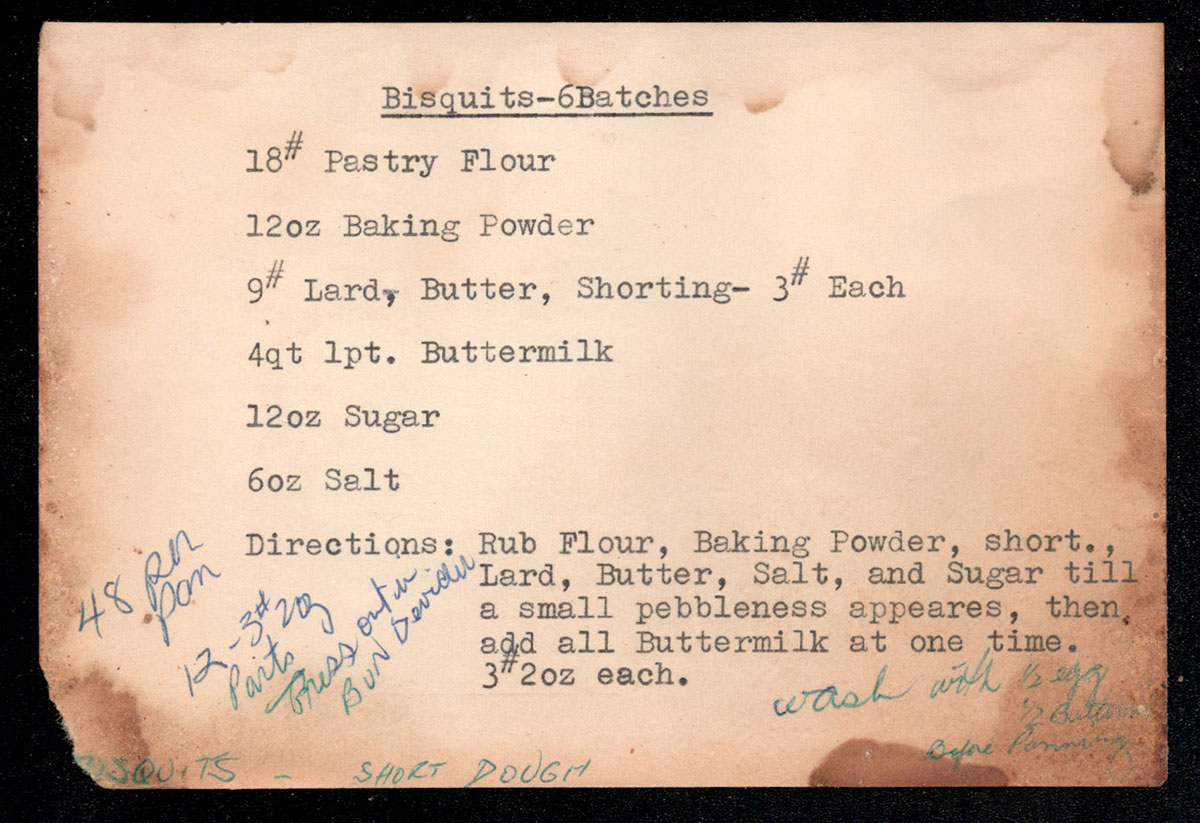 Bisquits-6Batches
18# Pastry Flour
12oz Baking Powder
9# Lard, Butter, Shorting- 3# Each
4qt 1pt. Buttermilk
12oz Sugar
6oz Salt
Directions: Rub Flour, Baking Powder, short.,
Lard, Butter, Salt, and Sugar till
a small pebbleness appeares, then
add all Buttermilk at one time.
3#2oz each.
48 per
pan
12-3# 2oz
Parts
Press out in
Bun Devider
wash with ½ egg
½ Butterm
Before Panning
BISQUITS - SHORT DOUGH